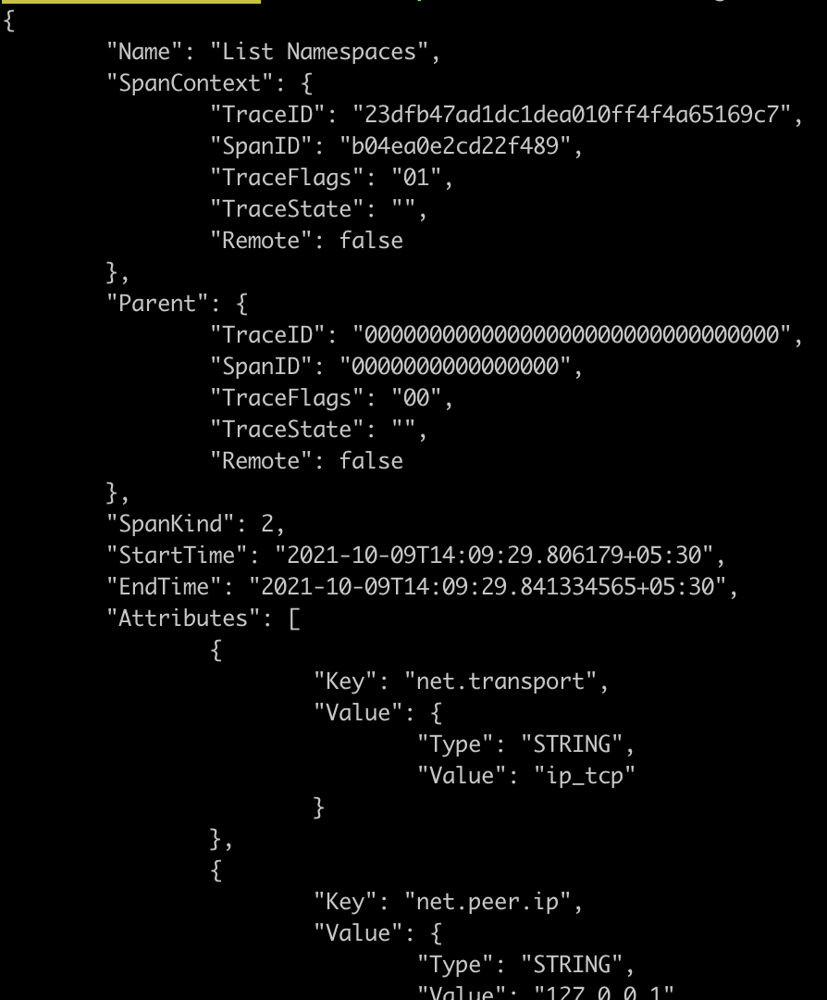 {
	"Name": "List Namespaces",
	"SpanContext": {
		"TraceID": "23dfb47ad1dc1dea010ff4f4a65169c7",
		"SpanID": "b04ea0e2cd22f489",
		"TraceFlags": "01",
		"TraceState": "",
		"Remote": false
	},
	"Parent": {
		"TraceID": "00000000000000000000000000000000",
		"SpanID": "0000000000000000",
		"TraceFlags": "00",
		"TraceState": "",
		"Remote": false
	},
	"SpanKind": 2,
	"StartTime": "2021-10-09T14:09:29.806179+05:30",
	"EndTime": "2021-10-09T14:09:29.841334565+05:30",
	"Attributes": [
		{
			"Key": "net.transport",
			"Value": {
				"Type": "STRING",
				"Value": "ip_tcp"
			}
		},
		{
			"Key": "net.peer.ip",
			"Value": {
				"Type": "STRING",
				"Value": "127.0.0.1"